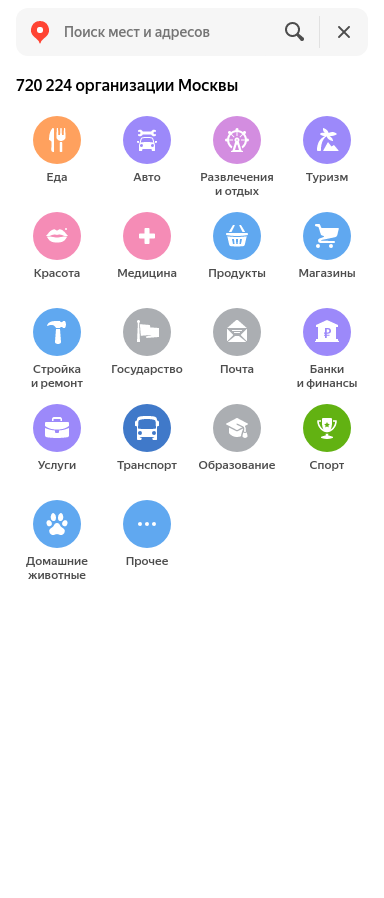 Поиск мест и адресов
720 224 организации Москвы
Еда
Авто
Развлечения
и отдых
Туризм
Красота
Медицина
Продукты
Магазины
Стройка
и ремонт
Государство
Почта
₽
Банки
и финансы
Услуги
Транспорт
Образование
Спорт
Домашние
животные
Прочее